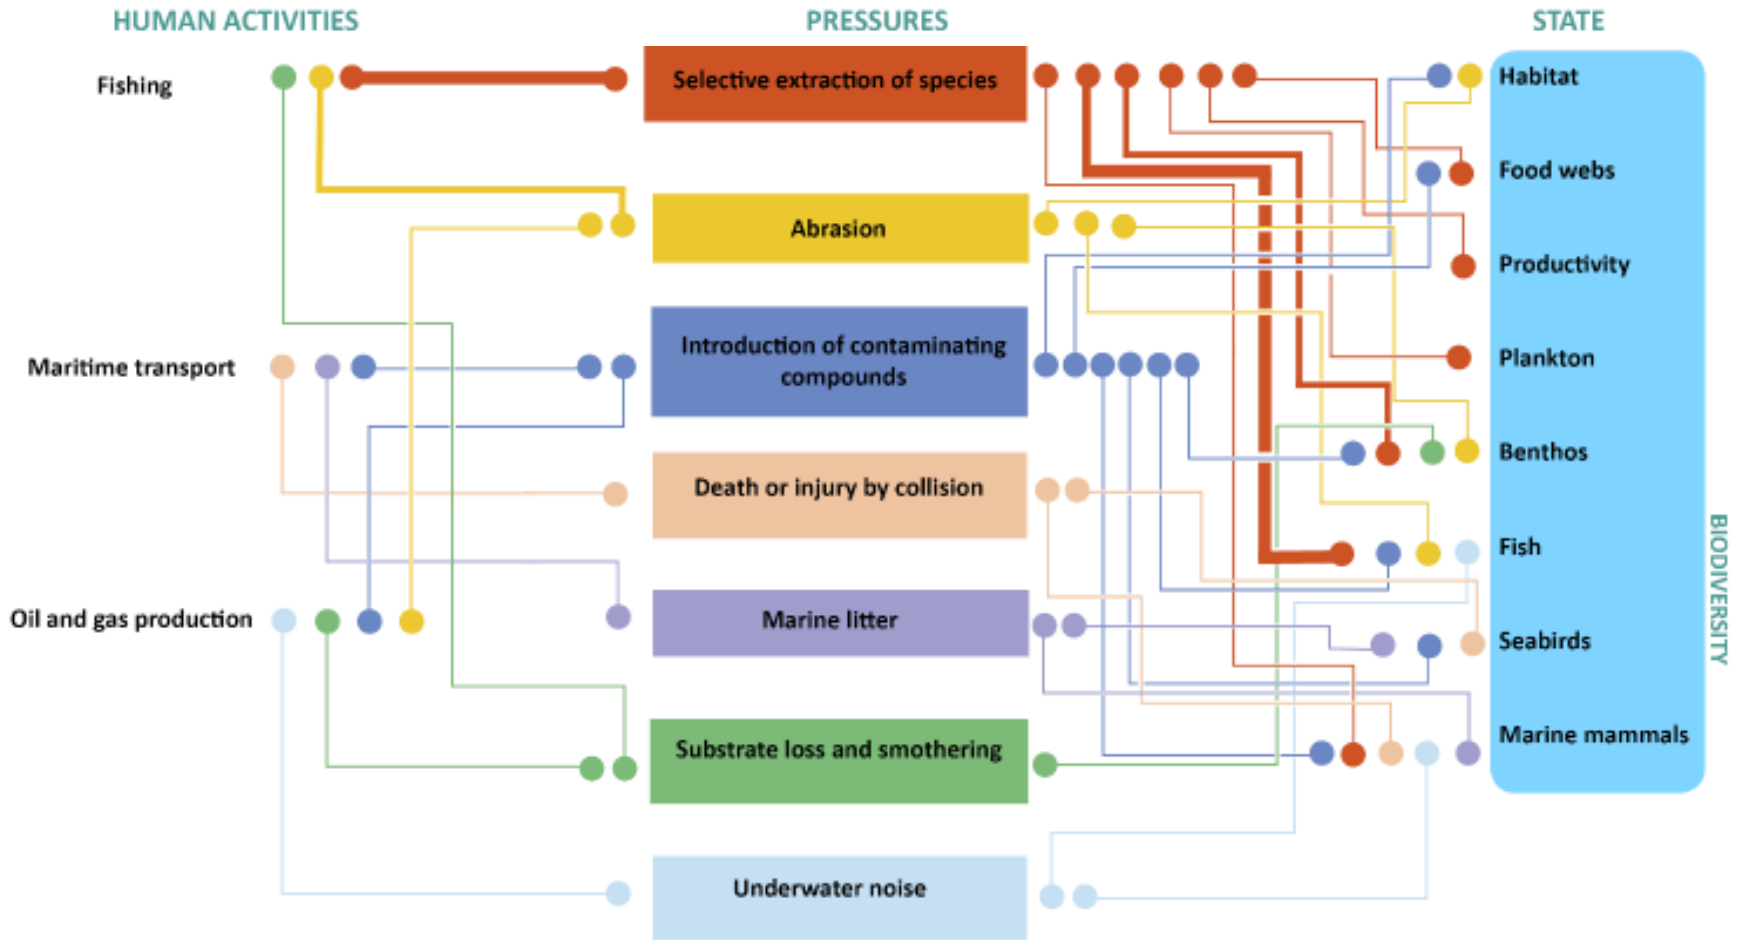 HUMAN ACTIVITIES
PRESSURES
STATE
Fishing
Selective extraction of species
Habitat
Food webs
Abrasion
Productivity
Maritime transport
Introduction of contaminating
compounds
Plankton
Benthos
Death or injury by collision
Fish
BIODIVERSITY
Oil and gas production
Marine litter
Seabirds
Substrate loss and smothering
Marine mammals
Underwater noise